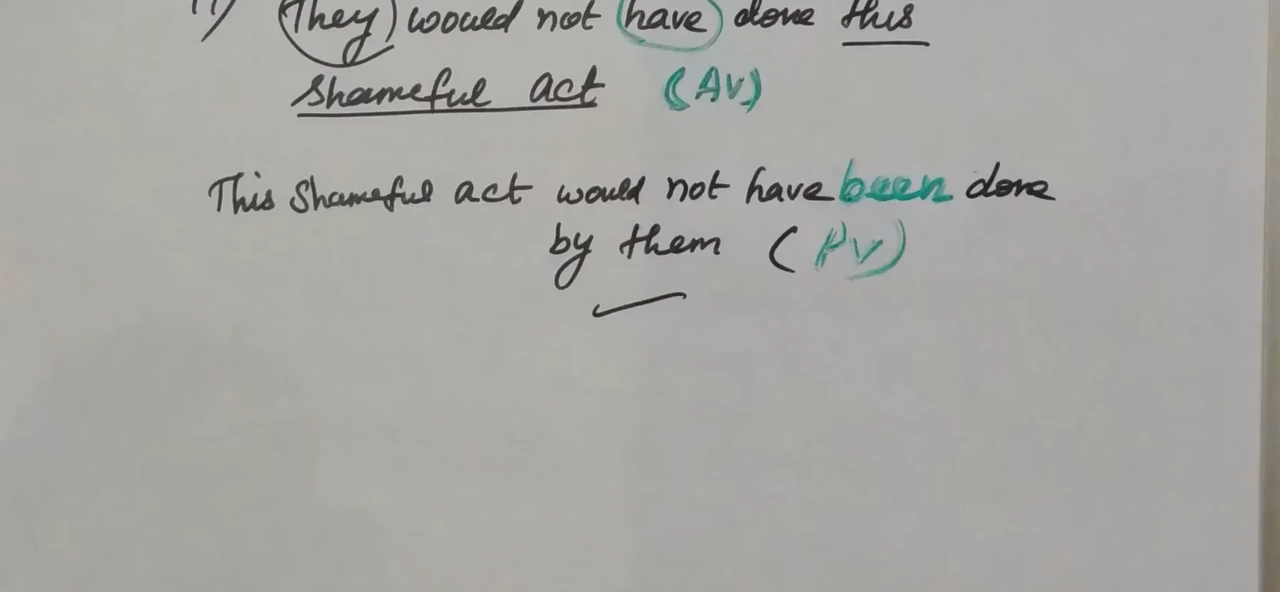 1) They would not have done this
shameful act (AV)
This Shameful act would not have been done
by them (PV)